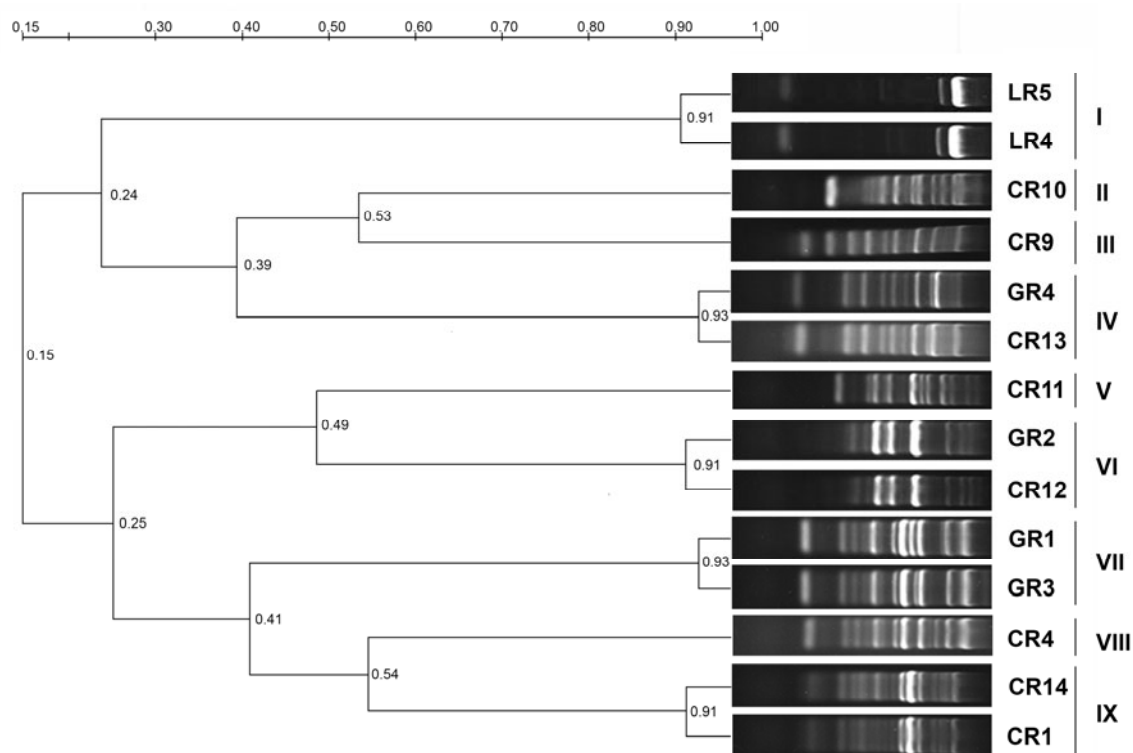 0.15 0.30 0.40 0.50 0.60 0.70 0.80 0.90 1.00
LR5
I
0.91
LR4
0.24
CR10
II
0.53
CR9
III
0.39
GR4
IV
0.93
CR13
0.15
CR11
V
0.49
GR2
VI
0.91
CR12
0.25
GR1
VII
0.93
GR3
0.41
CR4
VIII
0.54
CR14
IX
0.91
CR1